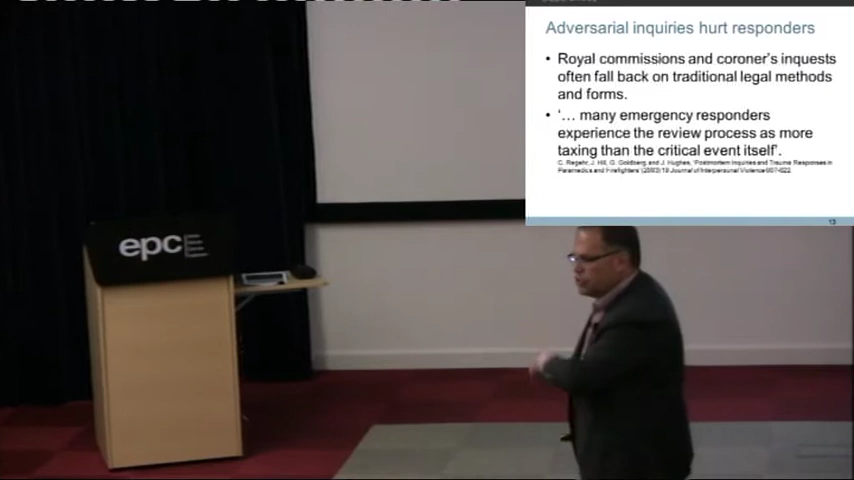 Adversarial inquiries hurt responders
• Royal commissions and coroner's inquests
often fall back on traditional legal methods
and forms.
• '… many emergency responders
experience the review process as more
taxing than the critical event itself'.
C. Regehr, J. Hill, G. Goldberg, and J. Hughes, 'Postmortem Inquiries and Trauma Responses in
Paramedics and Firefighters' (2003) 18 Journal of Interpersonal Violence 607-622
13
epc